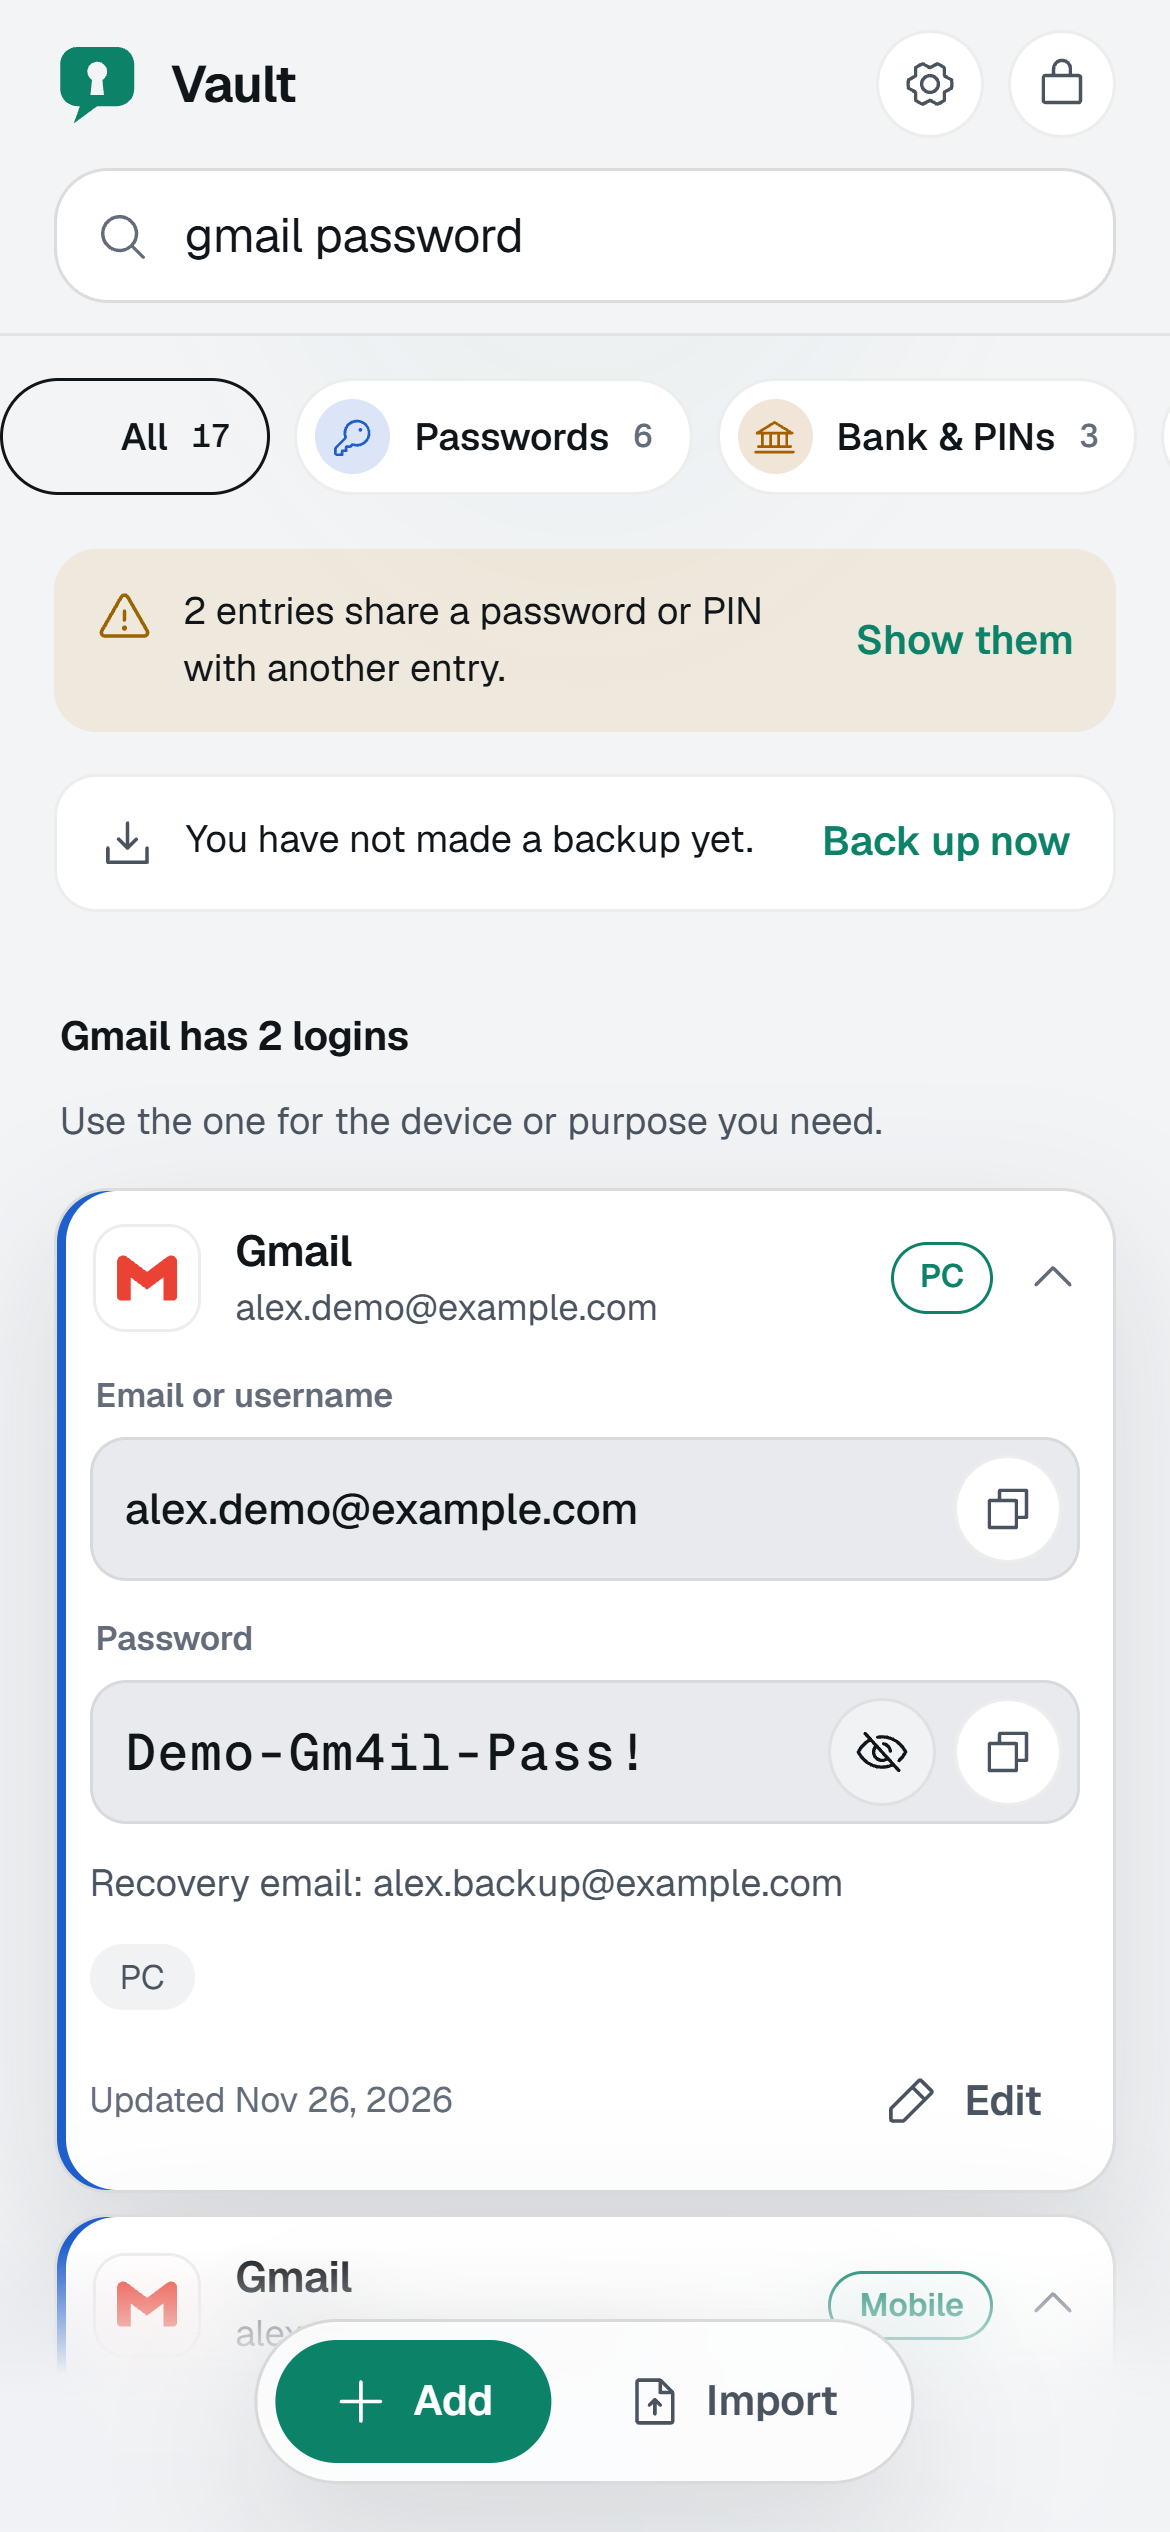 Vault
gmail password
All 17
Passwords 6
Bank & PINs 3
2 entries share a password or PIN
with another entry.
Show them
You have not made a backup yet.
Back up now
Gmail has 2 logins
Use the one for the device or purpose you need.
Gmail
alex.demo@example.com
PC
Email or username
alex.demo@example.com
Password
Demo-Gm4il-Pass!
Recovery email: alex.backup@example.com
PC
Updated Nov 26, 2026
Edit
Gmail
Mobile
Add
Import